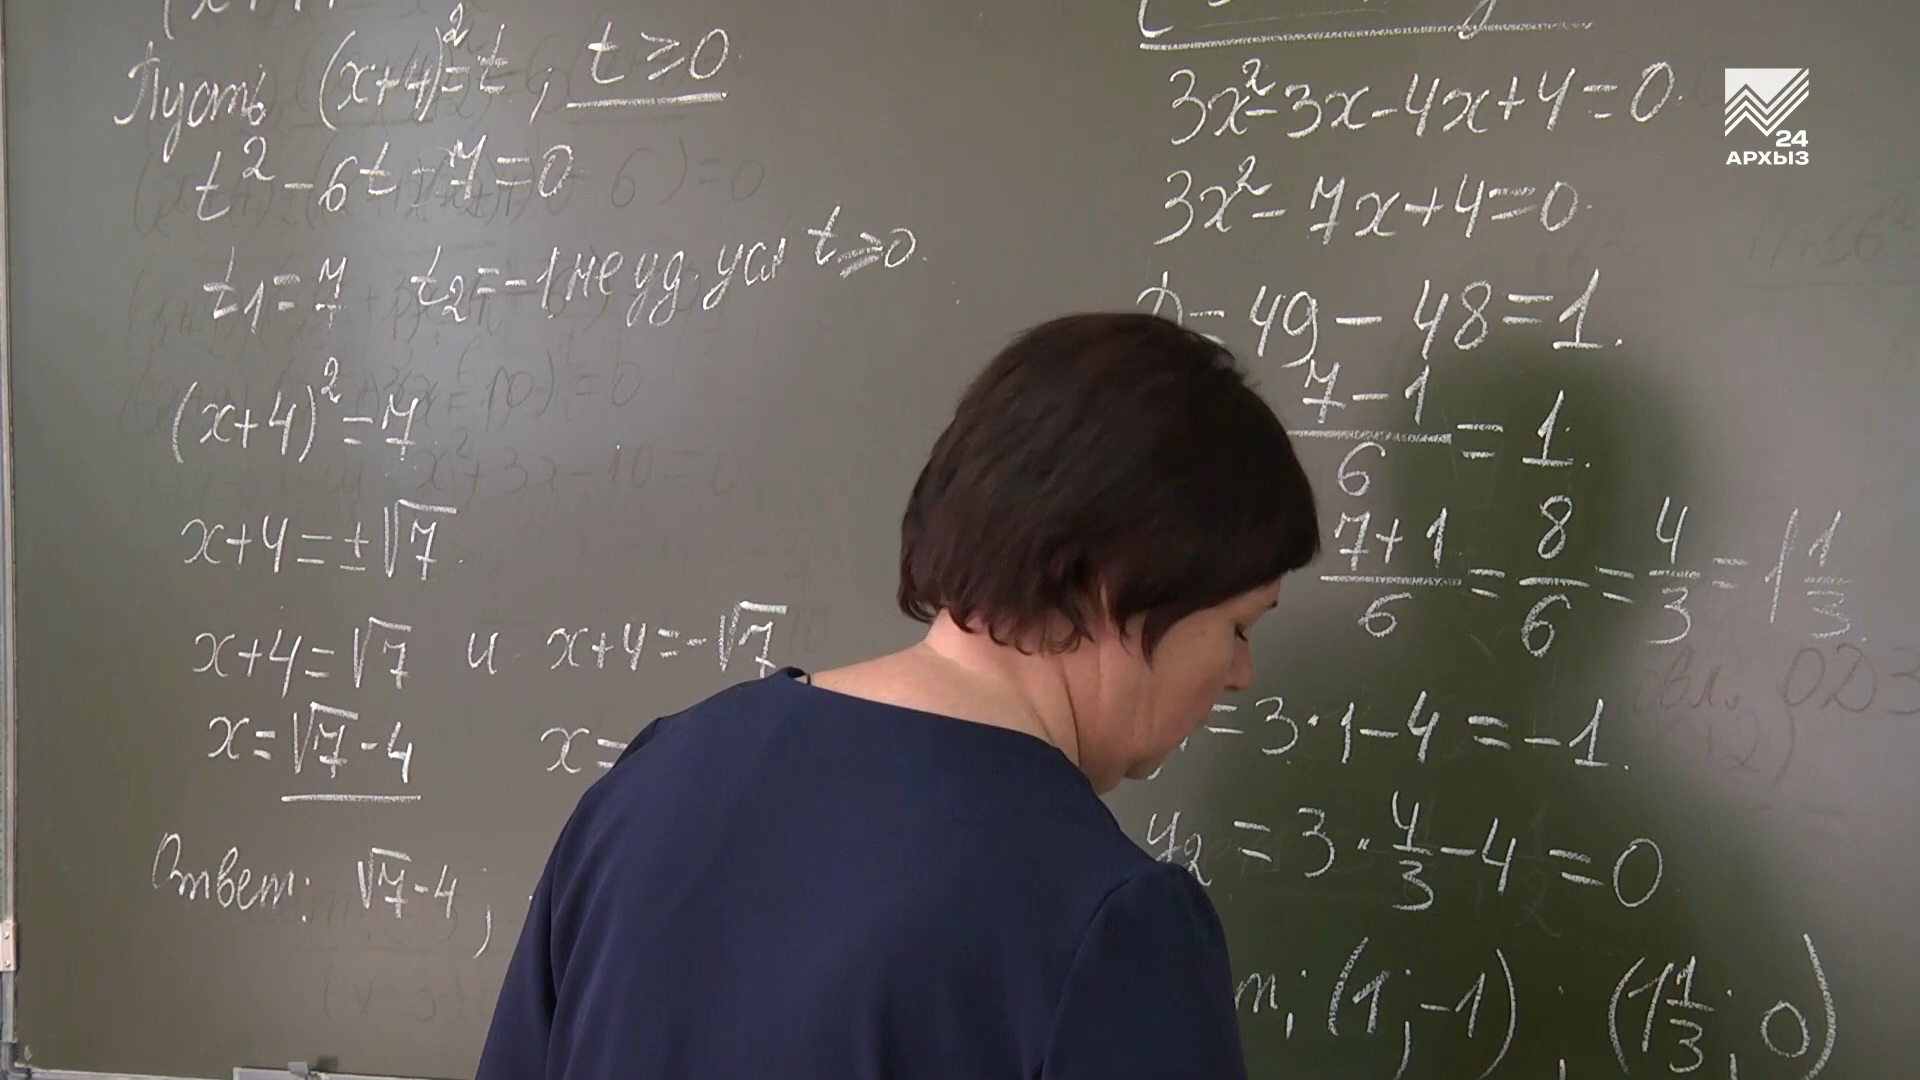 Пусть (x+4)²=t, t≥0
t²-6t-7=0
t₁=7 t₂=-1 не уд. усл t≥0.
(x+4)²=7
x+4=±√7.
x+4=√7 и x+4=-√7
x=√7-4 x=
Ответ: √7-4;
3x²-3x-4x+4=0.
3x²-7x+4=0.
D=49-48=1.
(7-1)/6=1.
(7+1)/6=8/6=4/3=1 1/3.
=3·1-4=-1.
y₂=3·4/3-4=0
(1;-1); (1 1/3;0)
24
АРХЫЗ